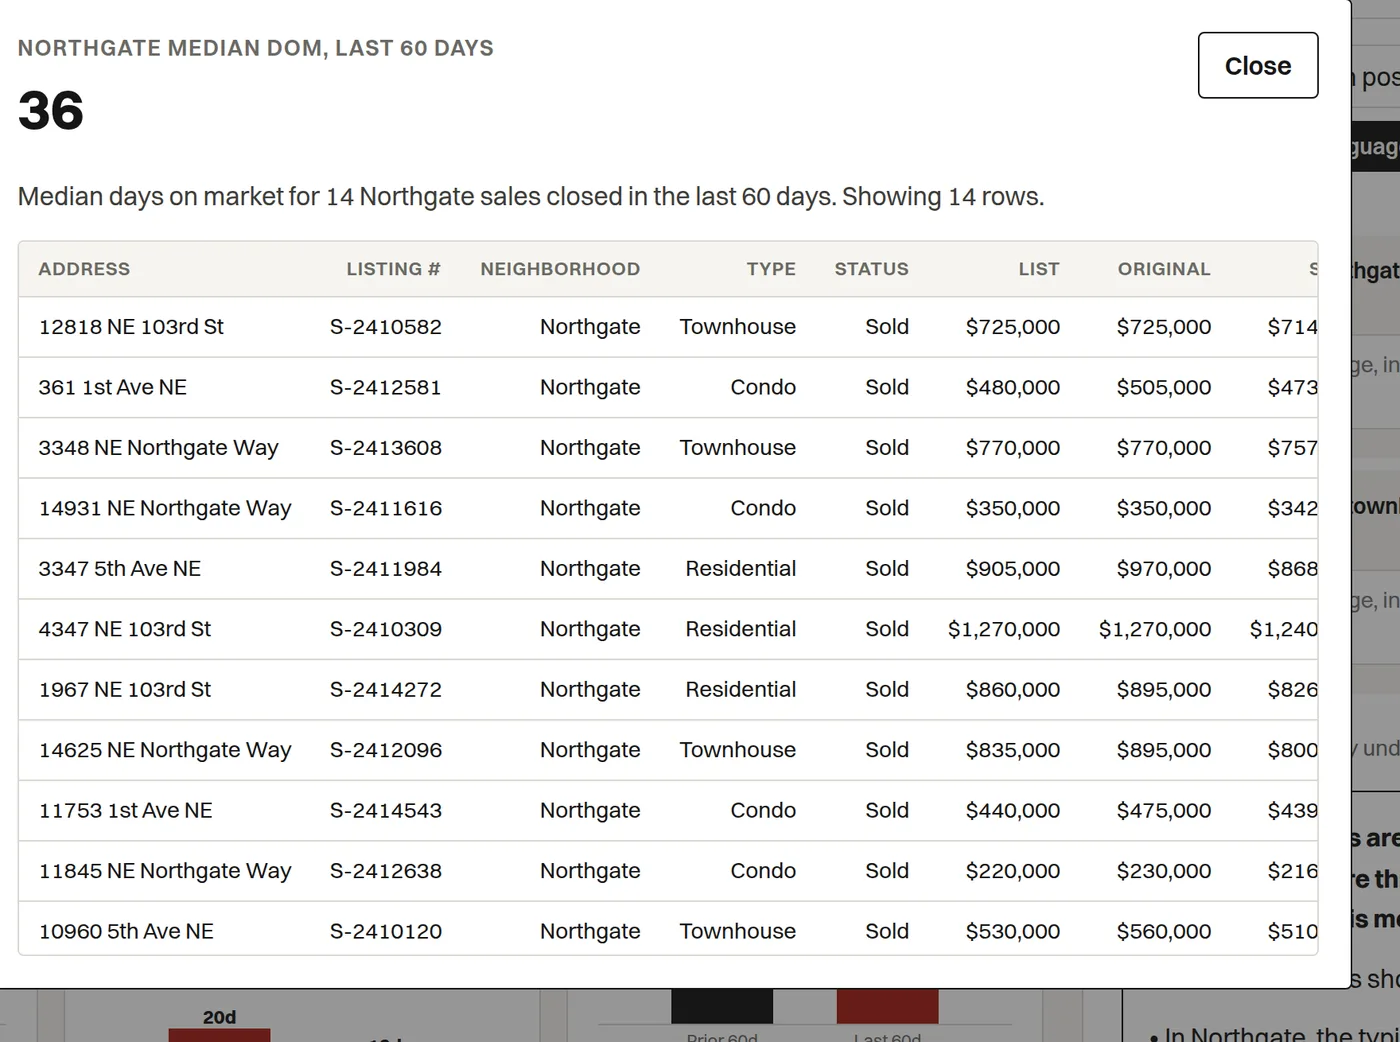 NORTHGATE MEDIAN DOM, LAST 60 DAYS
Close
36
Median days on market for 14 Northgate sales closed in the last 60 days. Showing 14 rows.
ADDRESS LISTING # NEIGHBORHOOD TYPE STATUS LIST ORIGINAL
12818 NE 103rd St S-2410582 Northgate Townhouse Sold $725,000 $725,000 $714
361 1st Ave NE S-2412581 Northgate Condo Sold $480,000 $505,000 $473
3348 NE Northgate Way S-2413608 Northgate Townhouse Sold $770,000 $770,000 $757
14931 NE Northgate Way S-2411616 Northgate Condo Sold $350,000 $350,000 $342
3347 5th Ave NE S-2411984 Northgate Residential Sold $905,000 $970,000 $868
4347 NE 103rd St S-2410309 Northgate Residential Sold $1,270,000 $1,270,000 $1,240
1967 NE 103rd St S-2414272 Northgate Residential Sold $860,000 $895,000 $826
14625 NE Northgate Way S-2412096 Northgate Townhouse Sold $835,000 $895,000 $800
11753 1st Ave NE S-2414543 Northgate Condo Sold $440,000 $475,000 $439
11845 NE Northgate Way S-2412638 Northgate Condo Sold $220,000 $230,000 $216
10960 5th Ave NE S-2410120 Northgate Townhouse Sold $530,000 $560,000 $510
20d
Prior 60d Last 60d
• In Northgate, the